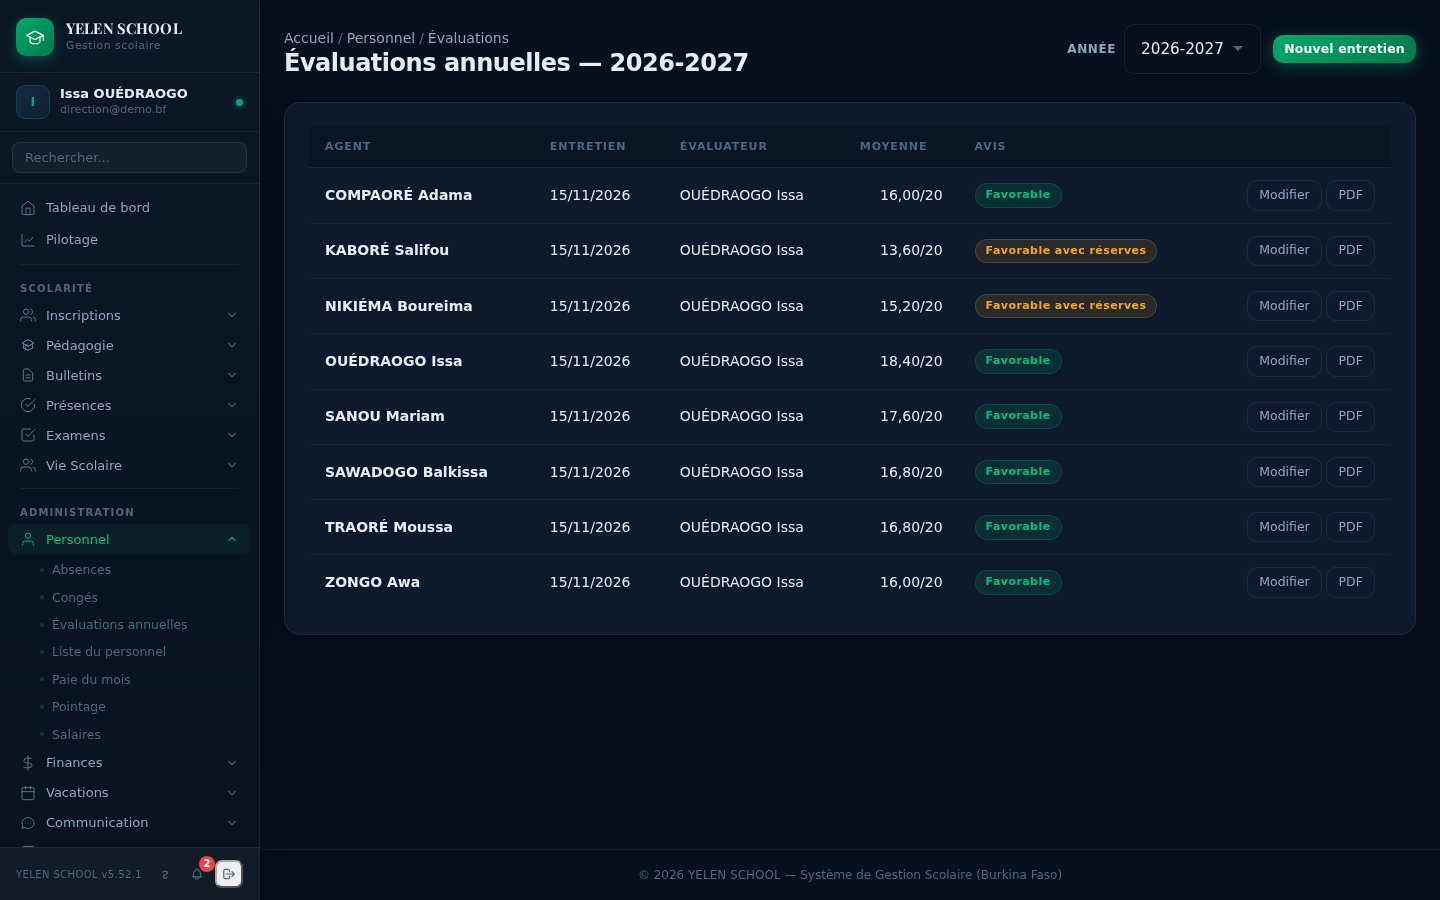 YELEN SCHOOL
Gestion scolaire
I
Issa OUÉDRAOGO
direction@demo.bf
Rechercher...
Tableau de bord
Pilotage
SCOLARITÉ
Inscriptions
Pédagogie
Bulletins
Présences
Examens
Vie Scolaire
ADMINISTRATION
Personnel
Absences
Congés
Évaluations annuelles
Liste du personnel
Paie du mois
Pointage
Salaires
Finances
Vacations
Communication
YELEN SCHOOL v5.52.1
2
Accueil / Personnel / Évaluations
Évaluations annuelles — 2026-2027
ANNÉE 2026-2027 Nouvel entretien
AGENT ENTRETIEN ÉVALUATEUR MOYENNE AVIS
COMPAORÉ Adama 15/11/2026 OUÉDRAOGO Issa 16,00/20 Favorable Modifier PDF
KABORÉ Salifou 15/11/2026 OUÉDRAOGO Issa 13,60/20 Favorable avec réserves Modifier PDF
NIKIÉMA Boureima 15/11/2026 OUÉDRAOGO Issa 15,20/20 Favorable avec réserves Modifier PDF
OUÉDRAOGO Issa 15/11/2026 OUÉDRAOGO Issa 18,40/20 Favorable Modifier PDF
SANOU Mariam 15/11/2026 OUÉDRAOGO Issa 17,60/20 Favorable Modifier PDF
SAWADOGO Balkissa 15/11/2026 OUÉDRAOGO Issa 16,80/20 Favorable Modifier PDF
TRAORÉ Moussa 15/11/2026 OUÉDRAOGO Issa 16,80/20 Favorable Modifier PDF
ZONGO Awa 15/11/2026 OUÉDRAOGO Issa 16,00/20 Favorable Modifier PDF
© 2026 YELEN SCHOOL — Système de Gestion Scolaire (Burkina Faso)